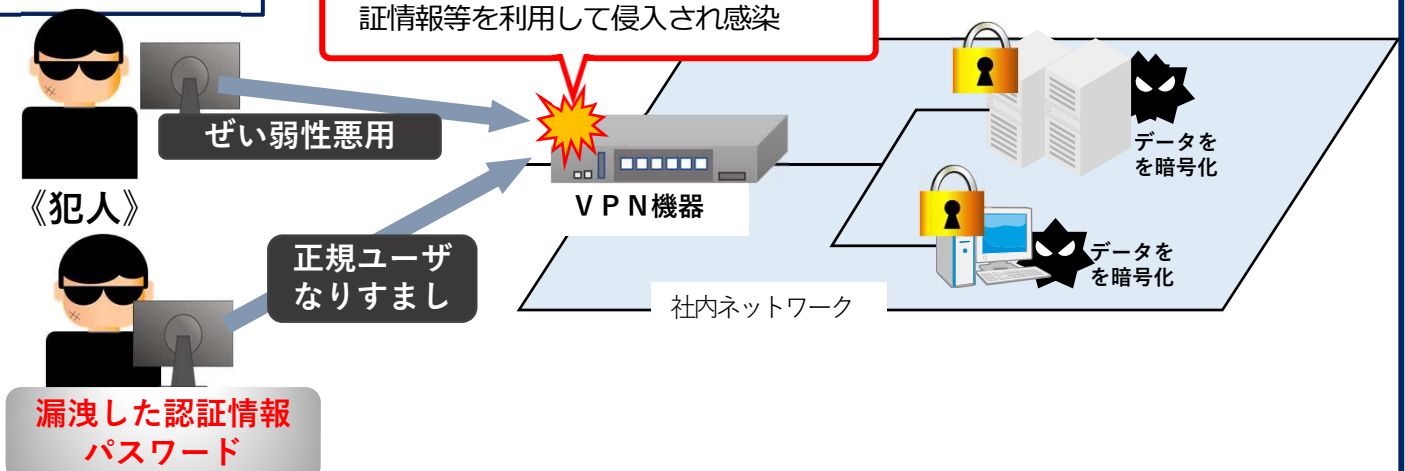 証情報等を利用して侵入され感染
ぜい弱性悪用
《犯人》
ＶＰＮ機器
データを
を暗号化
正規ユーザ
なりすまし
データを
を暗号化
社内ネットワーク
漏洩した認証情報
パスワード